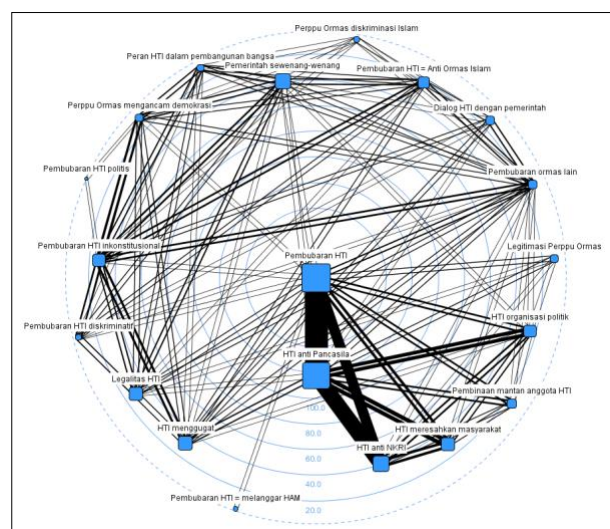 Perppu Ormas diskriminasi Islam
Peran HTI dalam pembangunan bangsa
Pemerintah sewenang-wenang
Pembubaran HTI = Anti Ormas Islam
Perppu Ormas mengancam demokrasi
Dialog HTI dengan pemerintah
Pembubaran HTI politis
Pembubaran ormas lain
Pembubaran HTI inkonstitusional
Pembubaran HTI
Legitimasi Perppu Ormas
Pembubaran HTI diskriminatif
HTI organisasi politik
HTI anti Pancasila
Legalitas HTI
Pembinaan mantan anggota HTI
100.0
HTI menggugat
80.0
HTI meresahkan masyarakat
HTI anti NKRI
60.0
40.0
Pembubaran HTI = melanggar HAM
20.0